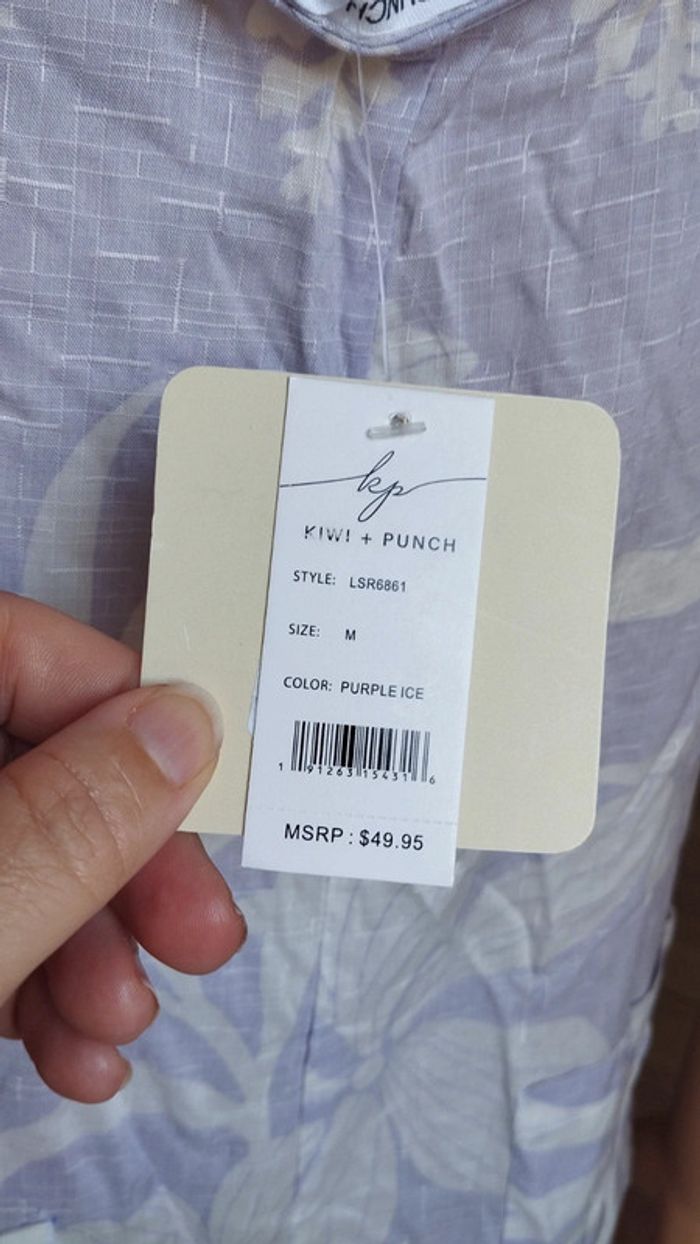 kp
KIWI + PUNCH
STYLE: LSR6861
SIZE: M
COLOR: PURPLE ICE
1 91263 15431 6
MSRP : $49.95